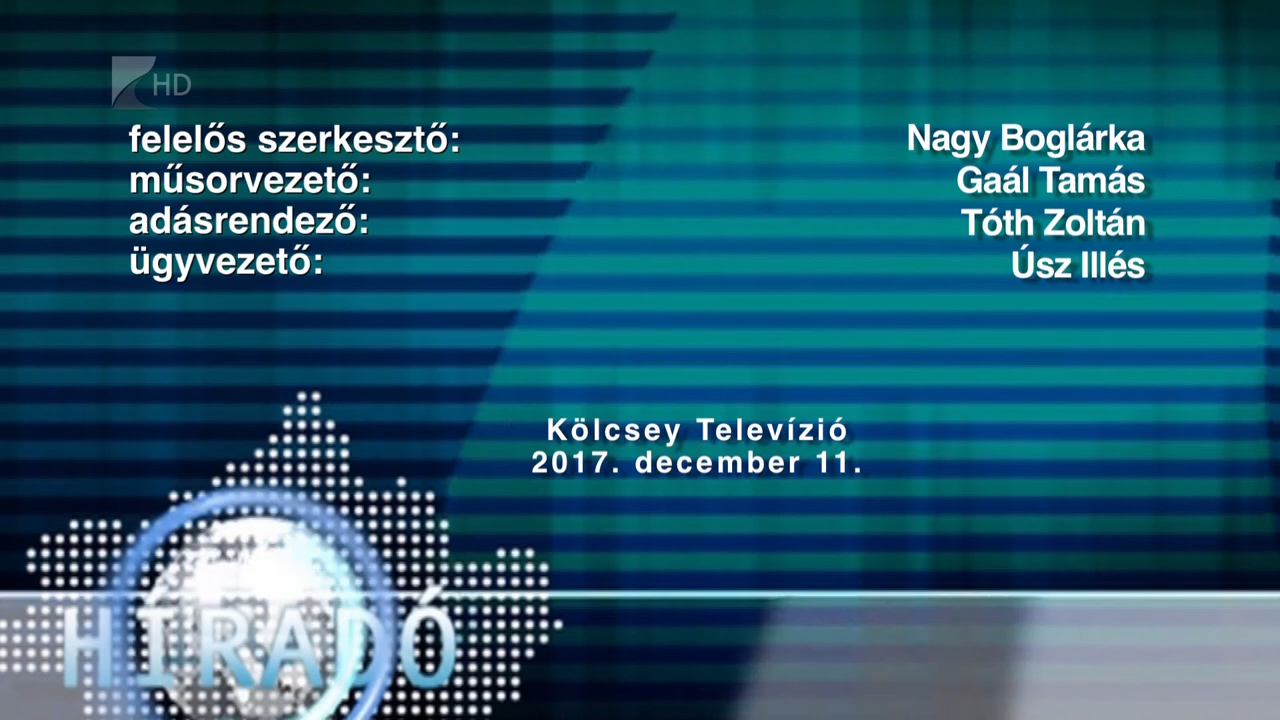 HD
felelős szerkesztő: Nagy Boglárka
műsorvezető: Gaál Tamás
adásrendező: Tóth Zoltán
ügyvezető: Úsz Illés
Kölcsey Televízió
2017. december 11.
HÍRADÓ